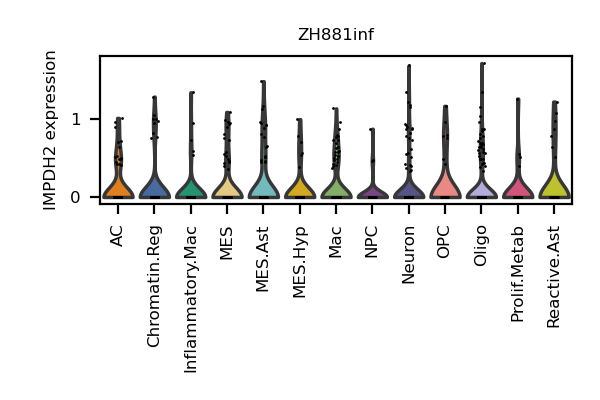 ZH881inf
IMPDH2 expression
1
0
AC
Chromatin.Reg
Inflammatory.Mac
MES
MES.Ast
MES.Hyp
Mac
NPC
Neuron
OPC
Oligo
Prolif.Metab
Reactive.Ast